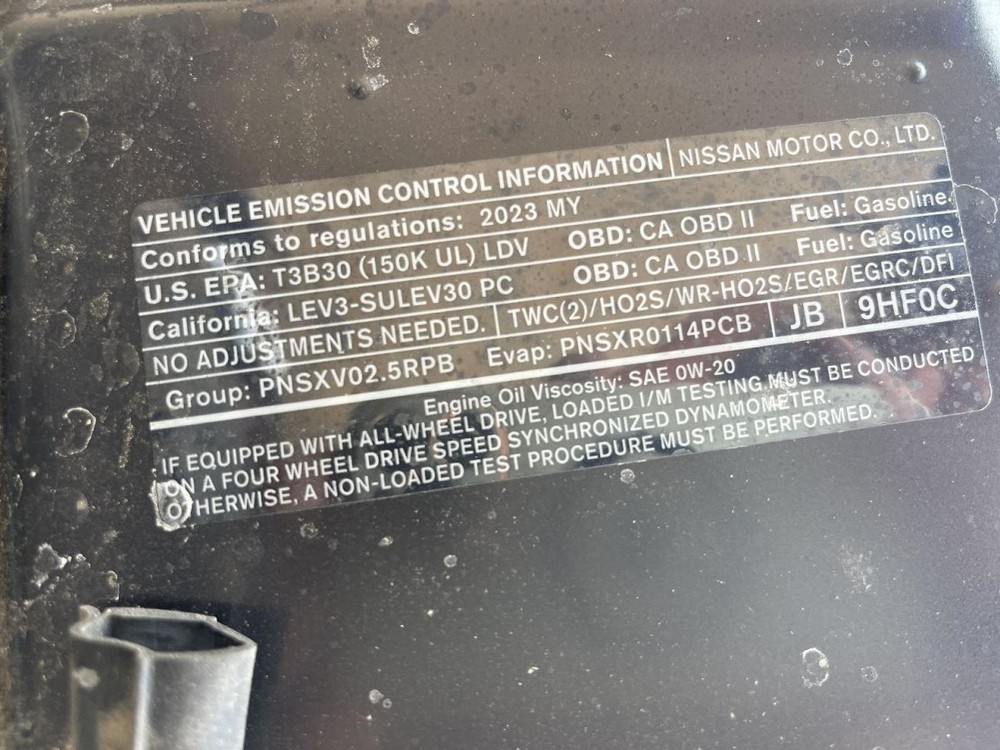 VEHICLE EMISSION CONTROL INFORMATION NISSAN MOTOR CO., LTD.
Conforms to regulations: 2023 MY
U.S. EPA: T3B30 (150K UL) LDV OBD: CA OBD II Fuel: Gasoline
California: LEV3-SULEV30 PC OBD: CA OBD II Fuel: Gasoline
NO ADJUSTMENTS NEEDED. TWC(2)/HO2S/WR-HO2S/EGR/EGRC/DFI
Group: PNSXV02.5RPB Evap: PNSXR0114PCB JB 9HF0C
Engine Oil Viscosity: SAE 0W-20
IF EQUIPPED WITH ALL-WHEEL DRIVE, LOADED I/M TESTING MUST BE CONDUCTED
ON A FOUR WHEEL DRIVE SPEED SYNCHRONIZED DYNAMOMETER.
OTHERWISE, A NON-LOADED TEST PROCEDURE MUST BE PERFORMED.